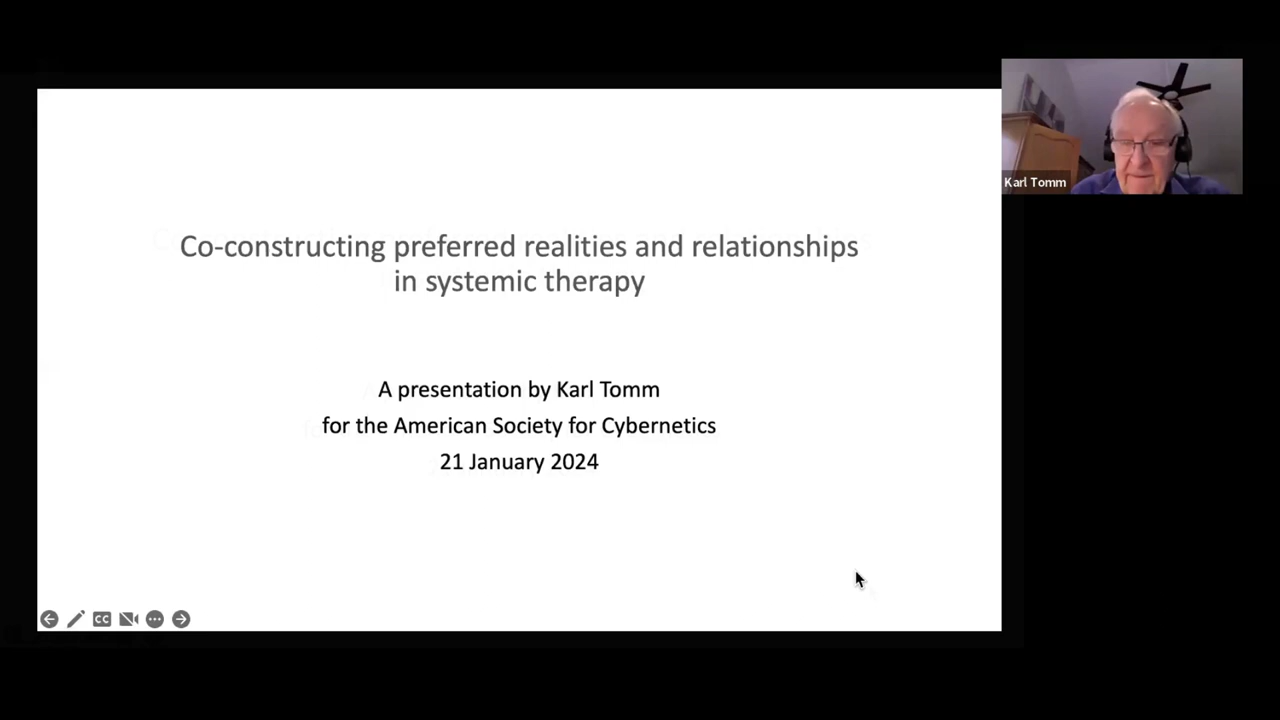 Co-constructing preferred realities and relationships
in systemic therapy
A presentation by Karl Tomm
for the American Society for Cybernetics
21 January 2024
Karl Tomm
CC